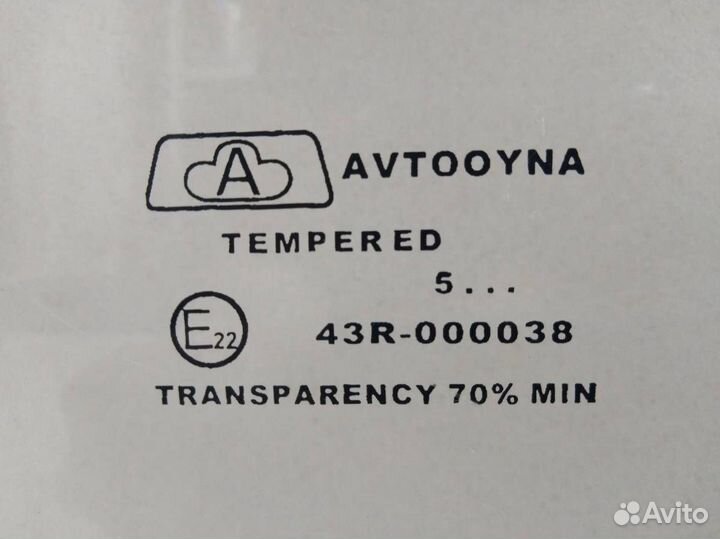 A AVTOOYNA
TEMPERED
5...
E22 43R-000038
TRANSPARENCY 70% MIN
Avito